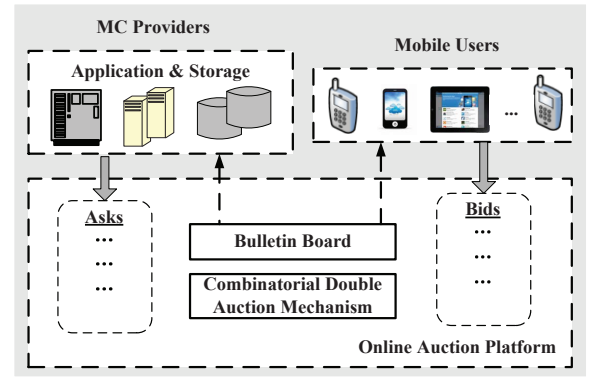 MC Providers
Mobile Users
Application & Storage
...
Asks
...
...
...
Bids
...
...
...
Bulletin Board
Combinatorial Double
Auction Mechanism
Online Auction Platform